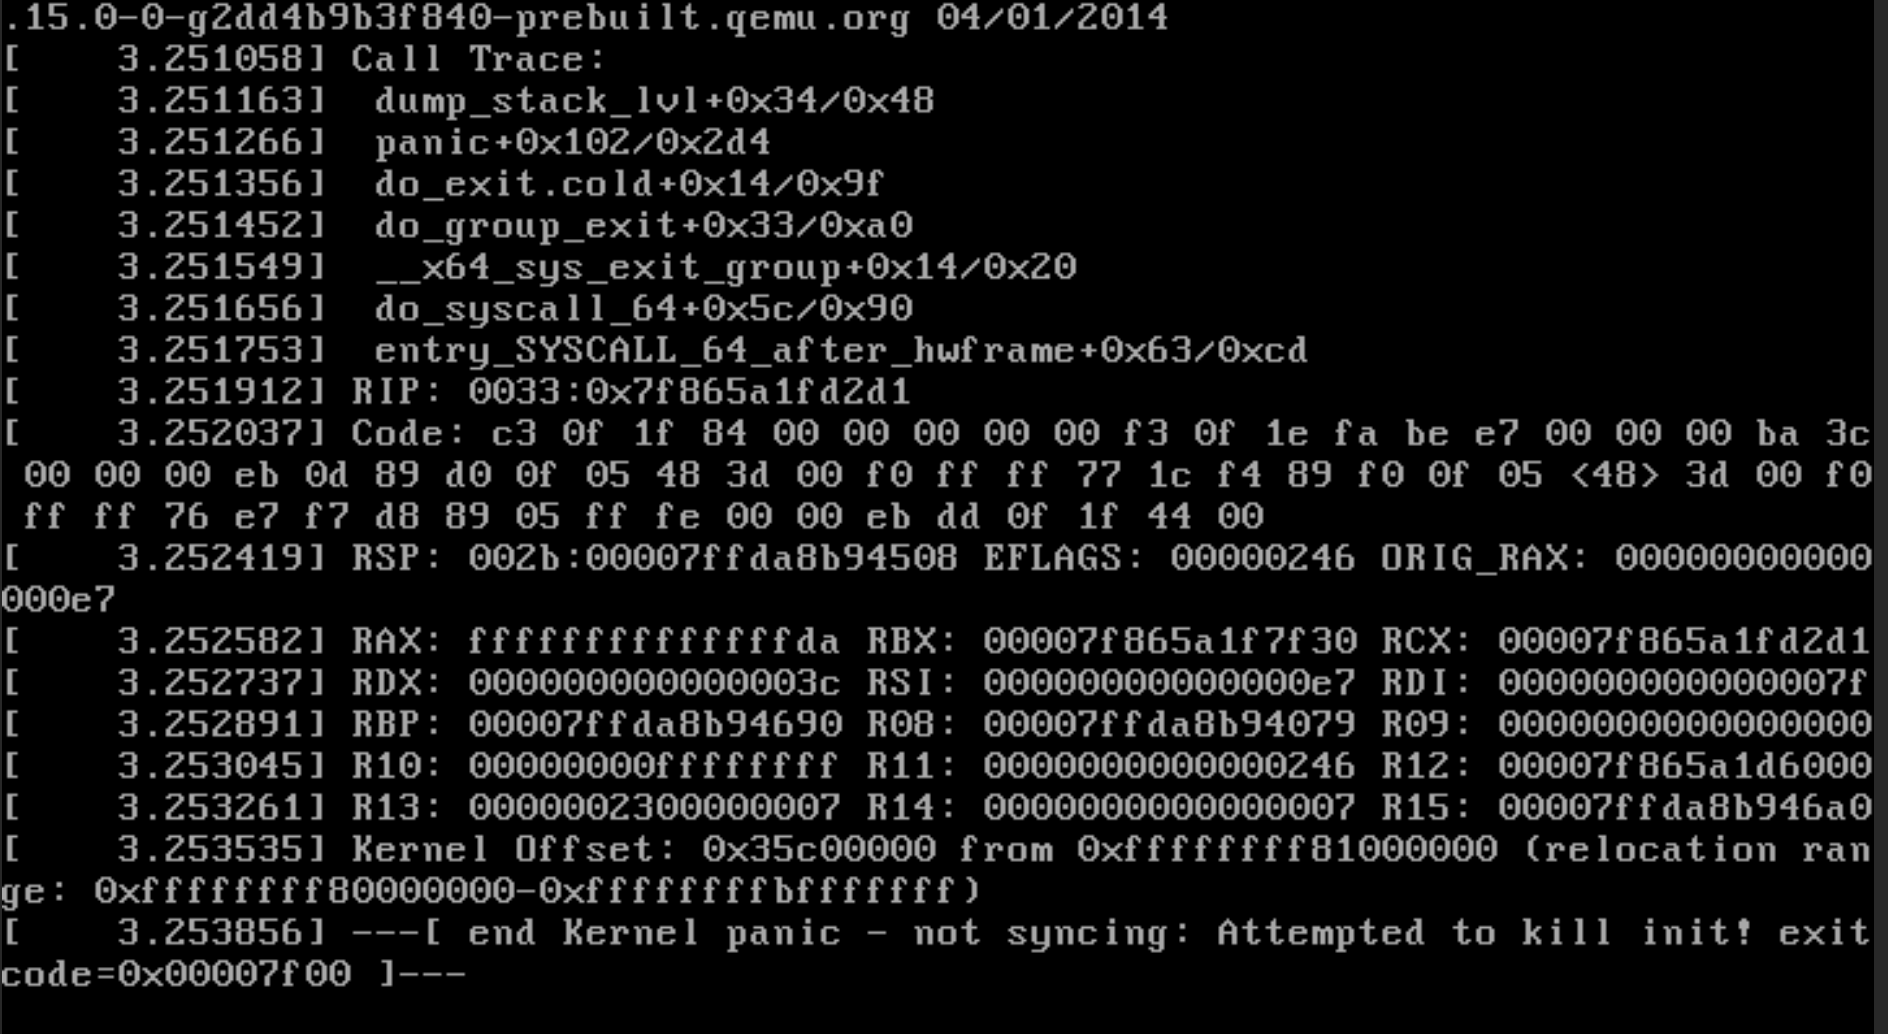 .15.0-0-g2dd4b9b3f840-prebuilt.qemu.org 04/01/2014
[    3.251058] Call Trace:
[    3.251163]  dump_stack_lvl+0x34/0x48
[    3.251266]  panic+0x102/0x2d4
[    3.251356]  do_exit.cold+0x14/0x9f
[    3.251452]  do_group_exit+0x33/0xa0
[    3.251549]  __x64_sys_exit_group+0x14/0x20
[    3.251656]  do_syscall_64+0x5c/0x90
[    3.251753]  entry_SYSCALL_64_after_hwframe+0x63/0xcd
[    3.251912] RIP: 0033:0x7f865a1fd2d1
[    3.252037] Code: c3 0f 1f 84 00 00 00 00 00 f3 0f 1e fa be e7 00 00 00 ba 3c
 00 00 00 eb 0d 89 d0 0f 05 48 3d 00 f0 ff ff 77 1c f4 89 f0 0f 05 <48> 3d 00 f0
 ff ff 76 e7 f7 d8 89 05 ff fe 00 00 eb dd 0f 1f 44 00
[    3.252419] RSP: 002b:00007ffda8b94508 EFLAGS: 00000246 ORIG_RAX: 00000000000
000e7
[    3.252582] RAX: ffffffffffffffda RBX: 00007f865a1f7f30 RCX: 00007f865a1fd2d1
[    3.252737] RDX: 000000000000003c RSI: 00000000000000e7 RDI: 000000000000007f
[    3.252891] RBP: 00007ffda8b94690 R08: 00007ffda8b94079 R09: 0000000000000000
[    3.253045] R10: 00000000ffffffff R11: 0000000000000246 R12: 00007f865a1d6000
[    3.253261] R13: 0000002300000007 R14: 0000000000000007 R15: 00007ffda8b946a0
[    3.253535] Kernel Offset: 0x35c00000 from 0xffffffff81000000 (relocation ran
ge: 0xffffffff80000000-0xffffffffbfffffff)
[    3.253856] ---[ end Kernel panic - not syncing: Attempted to kill init! exit
code=0x00007f00 ]---